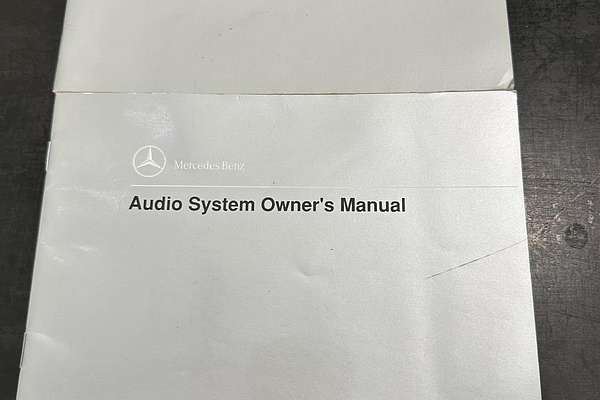 Mercedes Benz
Audio System Owner's Manual